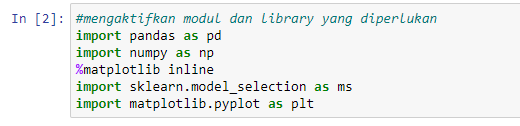 In [2]: #mengaktifkan modul dan library yang diperlukan
import pandas as pd
import numpy as np
%matplotlib inline
import sklearn.model_selection as ms
import matplotlib.pyplot as plt